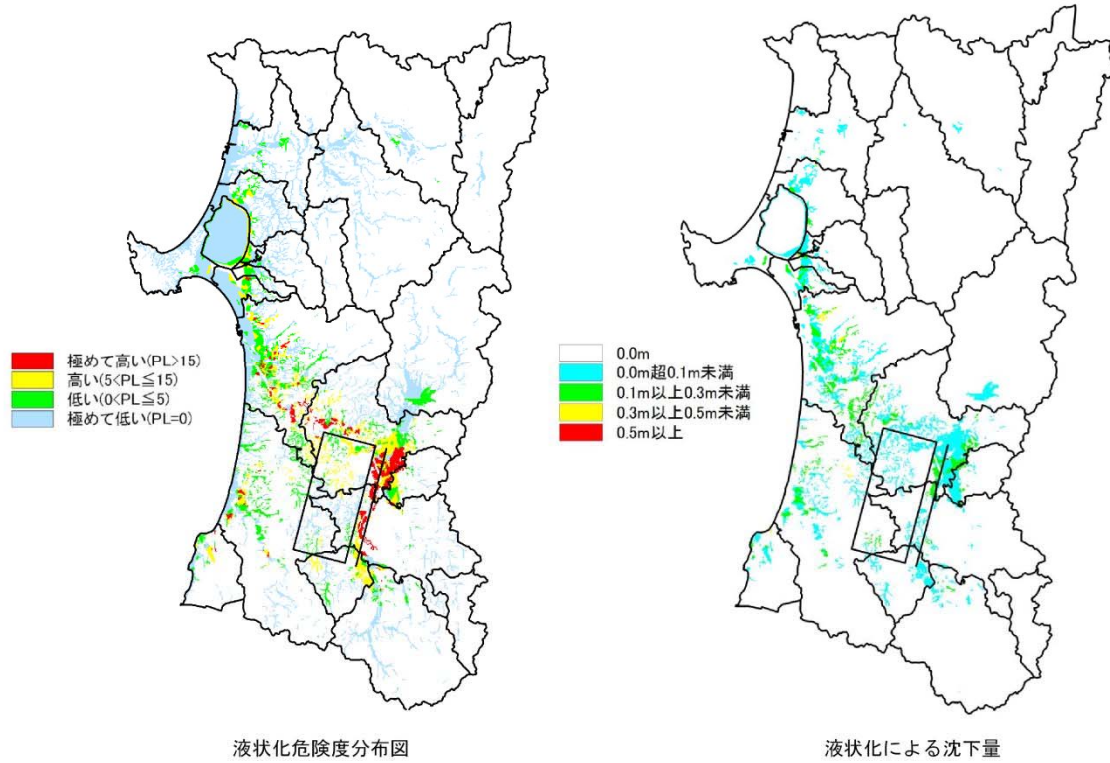 極めて高い(PL>15)
高い(5<PL≦15)
低い(0<PL≦5)
極めて低い(PL=0)
0.0m
0.0m超0.1m未満
0.1m以上0.3m未満
0.3m以上0.5m未満
0.5m以上
液状化危険度分布図
液状化による沈下量